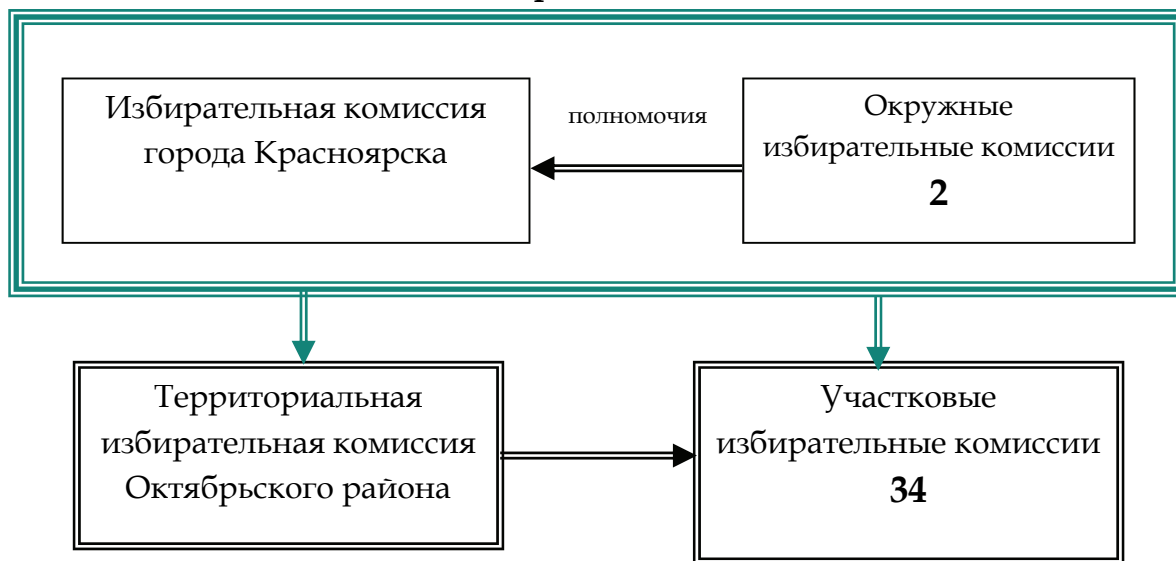 Избирательная комиссия
города Красноярска
полномочия
Окружные
избирательные комиссии
2
Территориальная
избирательная комиссия
Октябрьского района
Участковые
избирательные комиссии
34